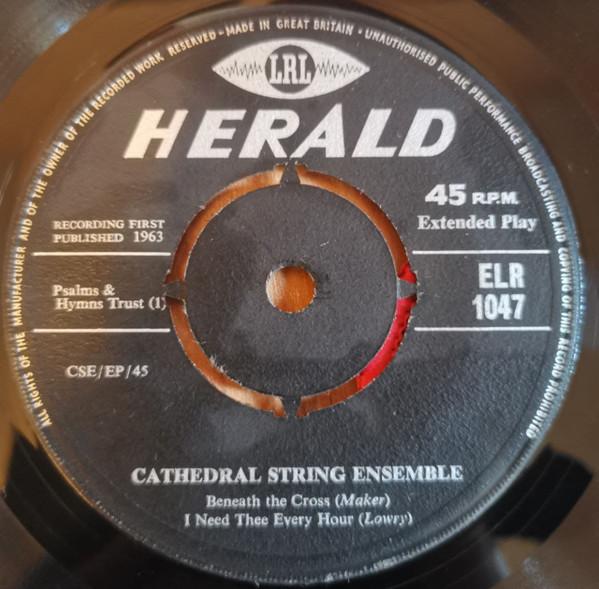 ALL RIGHTS OF THE MANUFACTURER AND OF THE OWNER OF THE RECORDED WORK RESERVED - MADE IN GREAT BRITAIN • UNAUTHORISED PUBLIC PERFORMANCE BROADCASTING AND COPYING OF THIS RECORD PROHIBITED
LRL
HERALD
45 R.P.M.
Extended Play
RECORDING FIRST
PUBLISHED 1963
ELR
1047
Psalms &
Hymns Trust (1)
CSE/EP/45
CATHEDRAL STRING ENSEMBLE
Beneath the Cross (Maker)
I Need Thee Every Hour (Lowry)